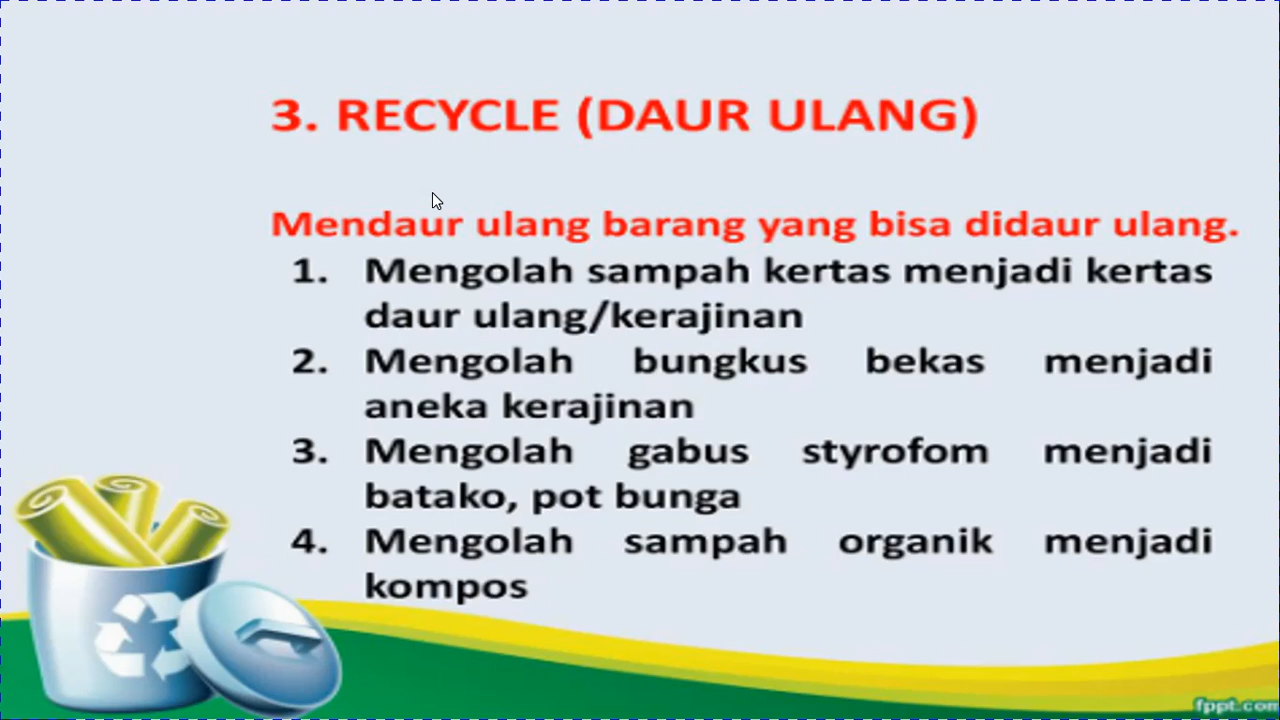 3. RECYCLE (DAUR ULANG)
Mendaur ulang barang yang bisa didaur ulang.
1. Mengolah sampah kertas menjadi kertas
daur ulang/kerajinan
2. Mengolah bungkus bekas menjadi
aneka kerajinan
3. Mengolah gabus styrofom menjadi
batako, pot bunga
4. Mengolah sampah organik menjadi
kompos
fppt.com